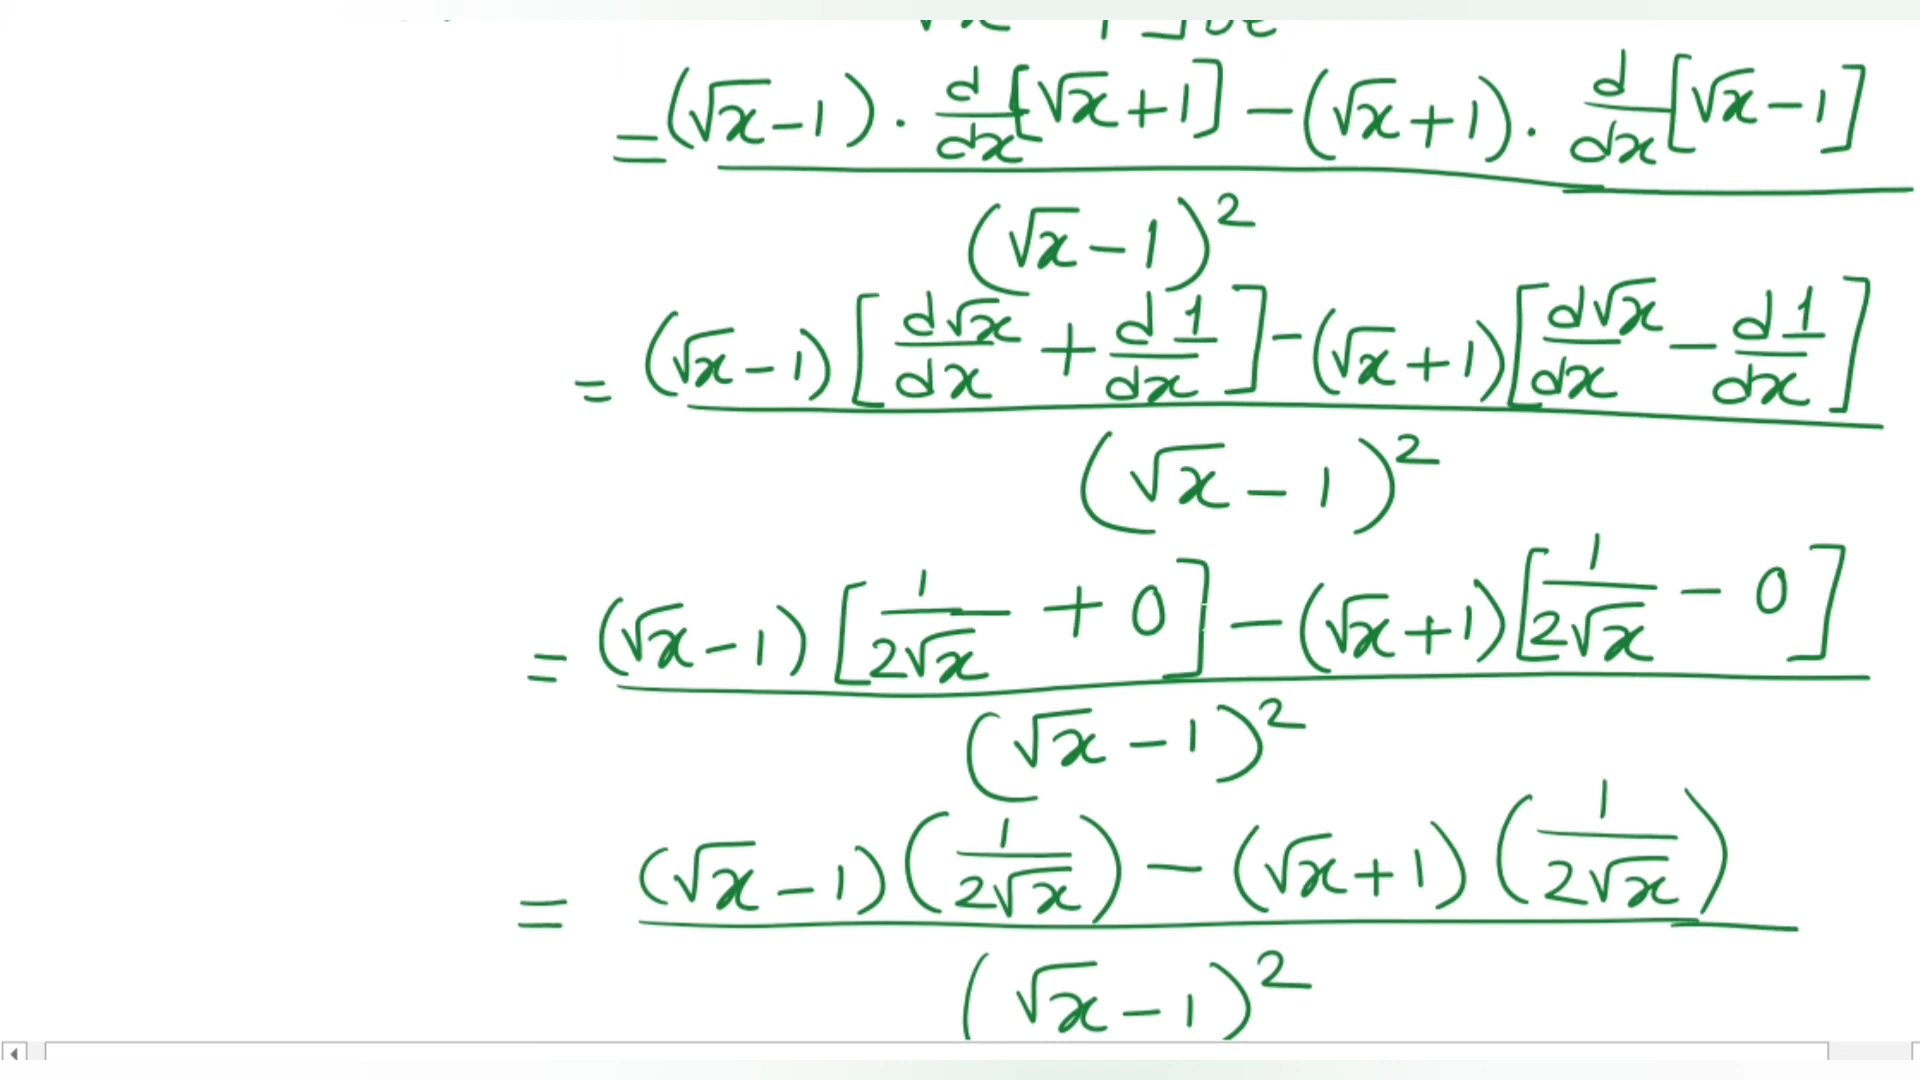 = (√x-1) · d/dx [√x+1] - (√x+1) · d/dx [√x-1]
(√x-1)²
= (√x-1) [d√x/dx + d1/dx] - (√x+1) [d√x/dx - d1/dx]
(√x-1)²
= (√x-1) [1/2√x + 0] - (√x+1) [1/2√x - 0]
(√x-1)²
= (√x-1) (1/2√x) - (√x+1) (1/2√x)
(√x-1)²